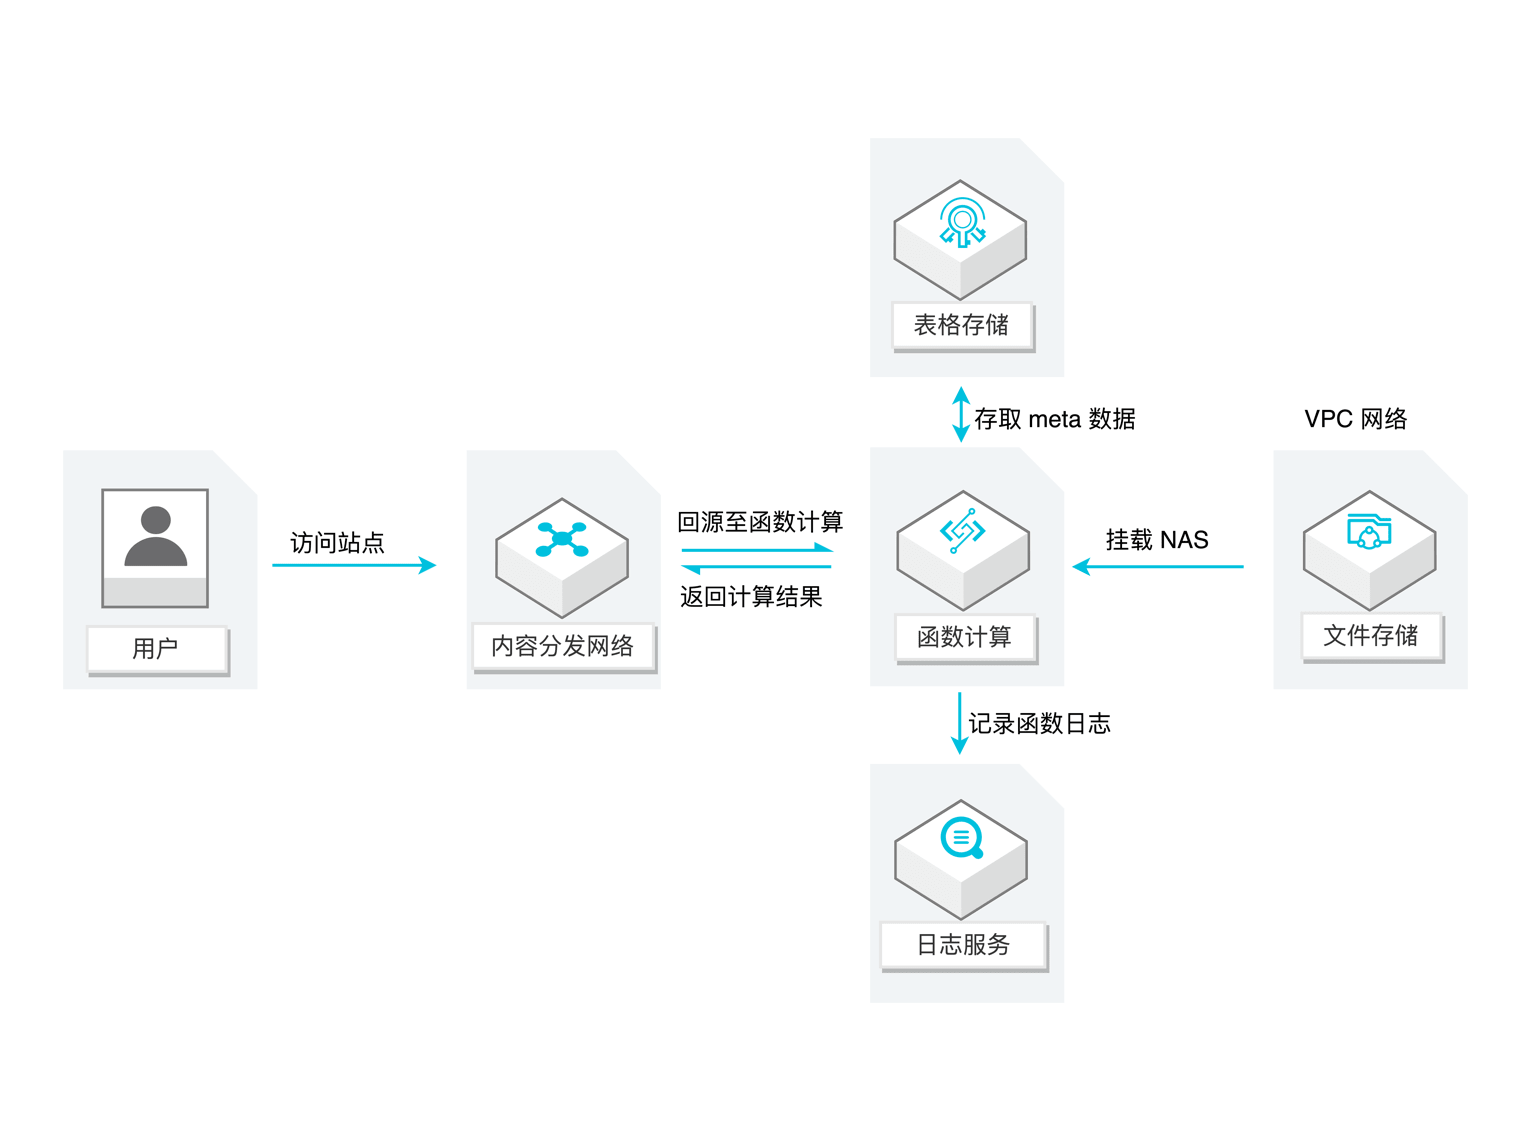 表格存储
存取 meta 数据
VPC 网络
用户
访问站点
内容分发网络
回源至函数计算
返回计算结果
函数计算
挂载 NAS
文件存储
记录函数日志
日志服务